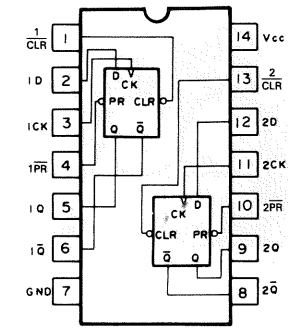 1
CLR 1 14 Vcc
1D 2 13 2
CLR
1CK 3 12 2D
1PR 4 11 2CK
1Q 5 10 2PR
1Q̅ 6 9 2Q
GND 7 8 2Q̅
D CK
PR CLR
Q Q̅
CK D
CLR PR
Q̅ Q